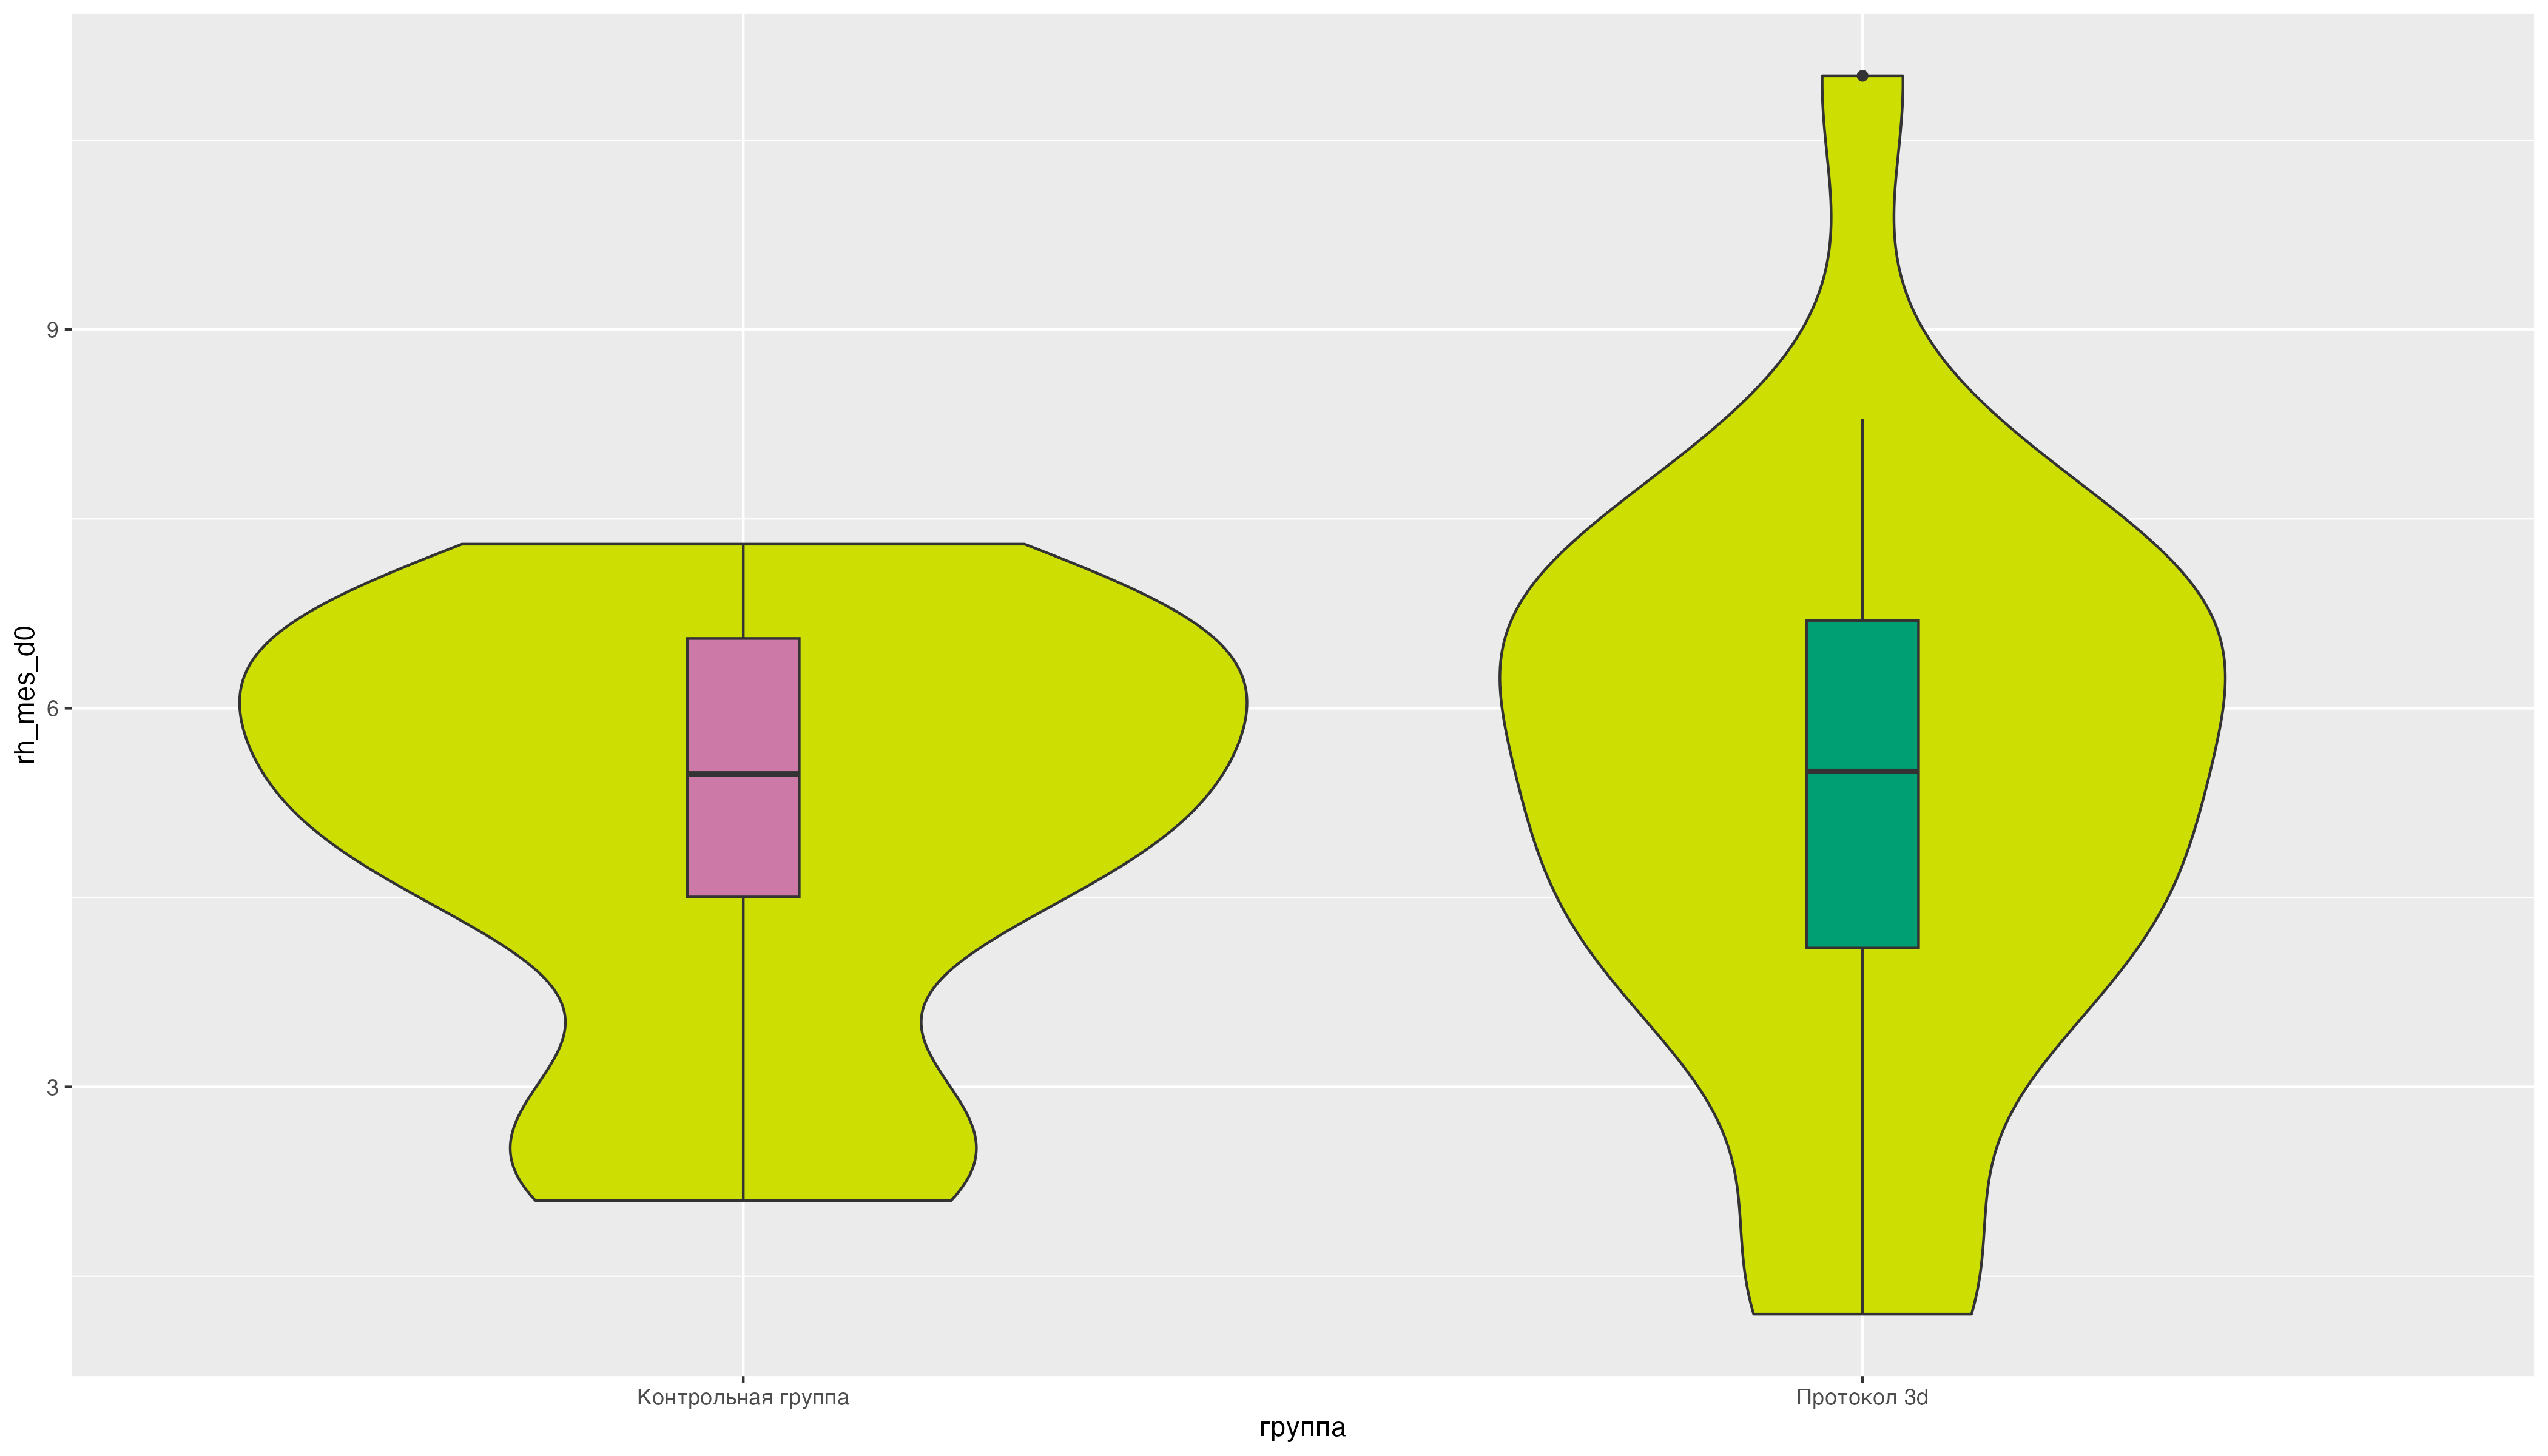 rh_mes_d0
9
6
3
Контрольная группа
Протокол 3d
группа